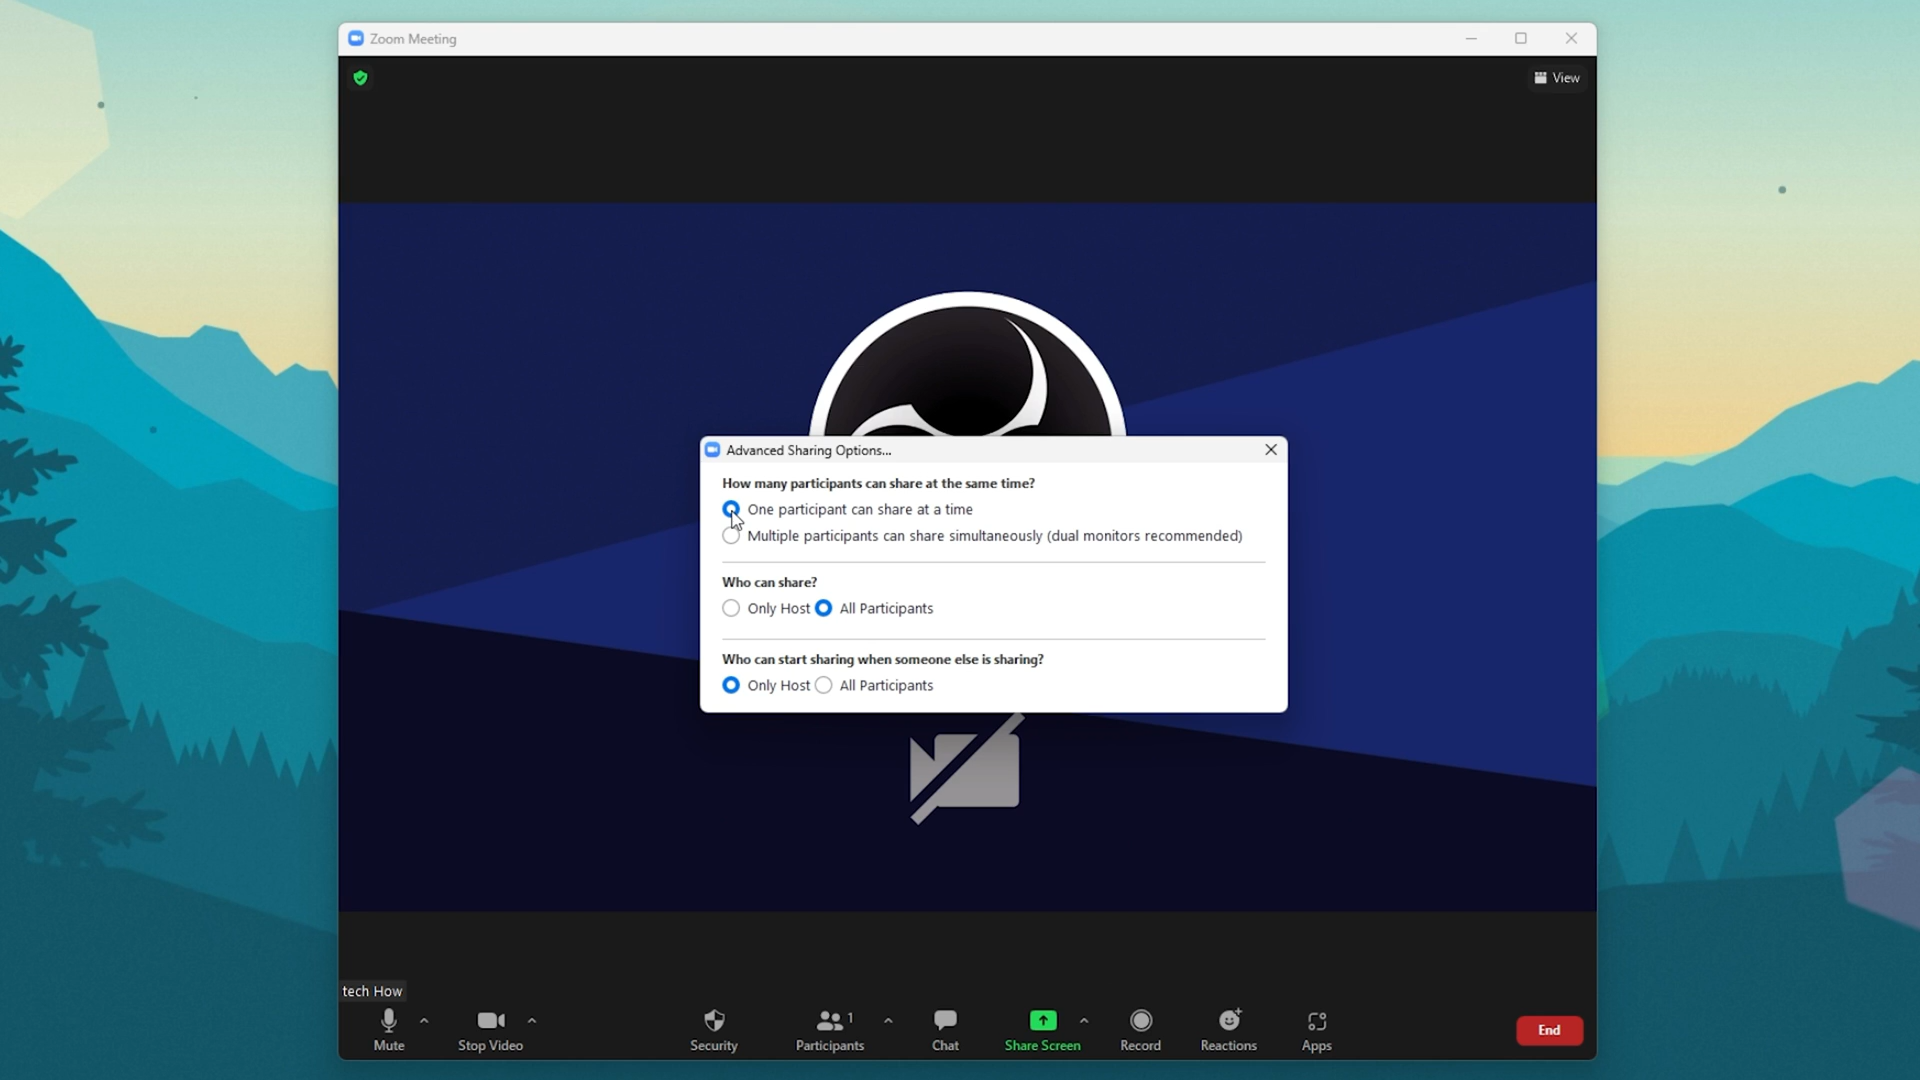 Zoom Meeting
View
Advanced Sharing Options...
How many participants can share at the same time?
One participant can share at a time
Multiple participants can share simultaneously (dual monitors recommended)
Who can share?
Only Host All Participants
Who can start sharing when someone else is sharing?
Only Host All Participants
tech How
1
Mute Stop Video Security Participants Chat Share Screen Record Reactions Apps End